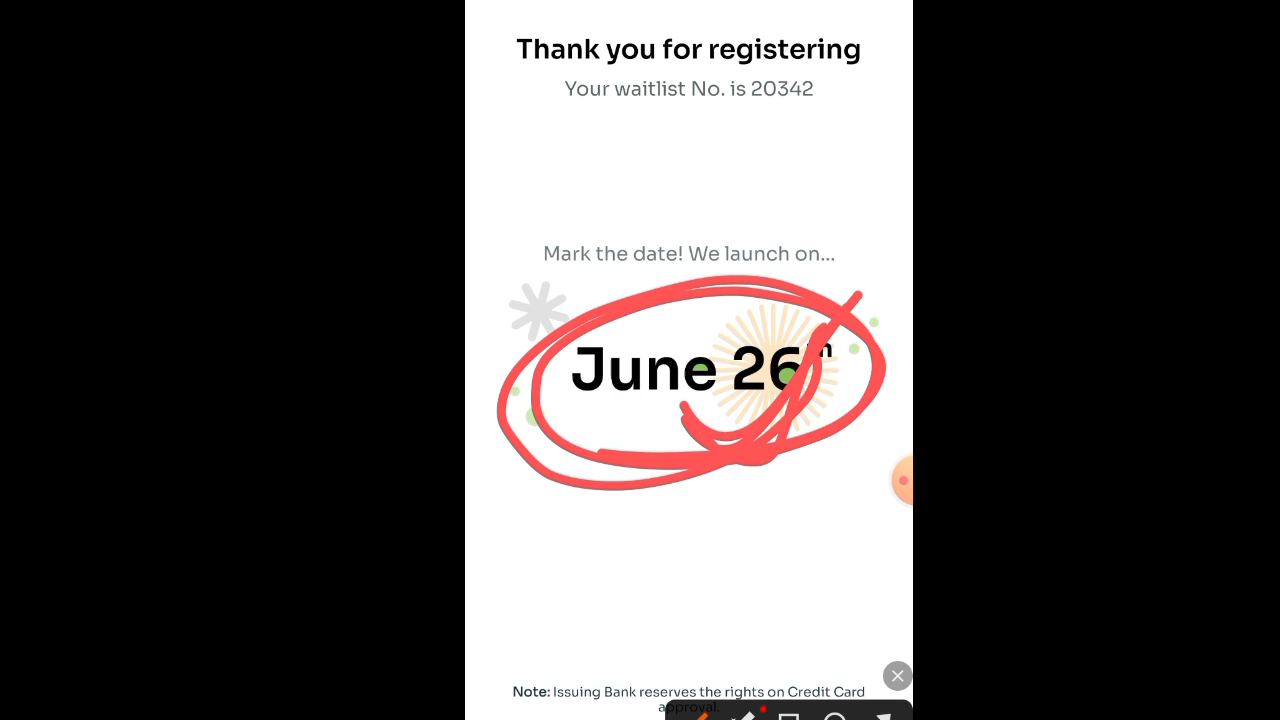 Thank you for registering
Your waitlist No. is 20342
Mark the date! We launch on...
June 26th
Note: Issuing Bank reserves the rights on Credit Card
approval.